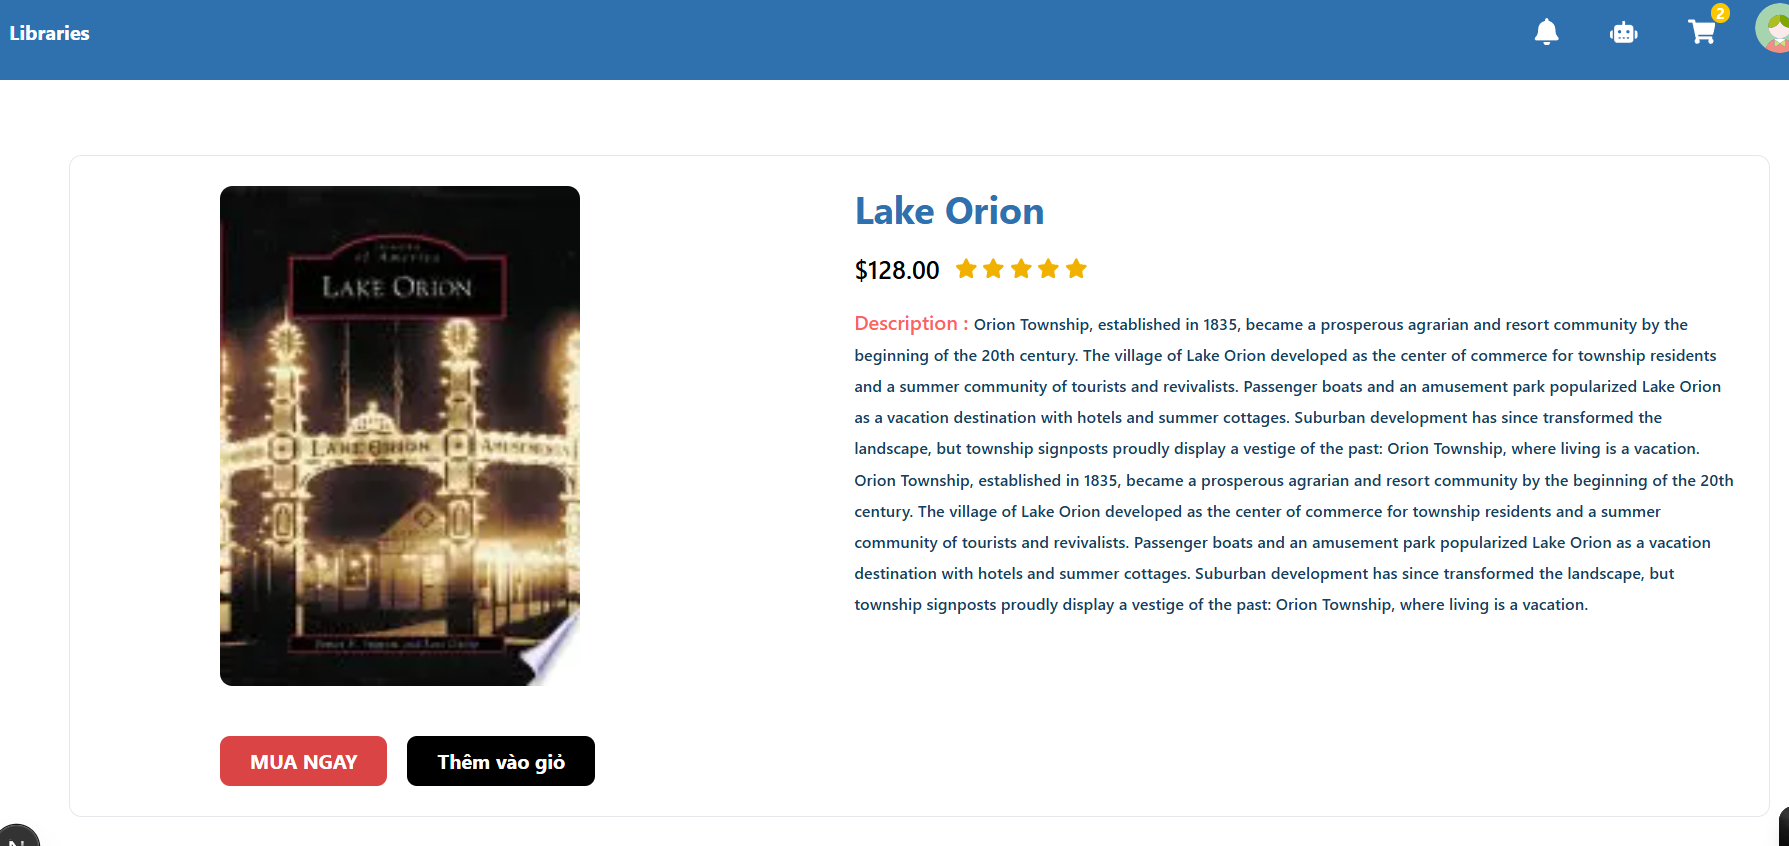 Libraries
2
of America
LAKE ORION
LAKE ORION
Lake Orion
$128.00
Description : Orion Township, established in 1835, became a prosperous agrarian and resort community by the
beginning of the 20th century. The village of Lake Orion developed as the center of commerce for township residents
and a summer community of tourists and revivalists. Passenger boats and an amusement park popularized Lake Orion
as a vacation destination with hotels and summer cottages. Suburban development has since transformed the
landscape, but township signposts proudly display a vestige of the past: Orion Township, where living is a vacation.
Orion Township, established in 1835, became a prosperous agrarian and resort community by the beginning of the 20th
century. The village of Lake Orion developed as the center of commerce for township residents and a summer
community of tourists and revivalists. Passenger boats and an amusement park popularized Lake Orion as a vacation
destination with hotels and summer cottages. Suburban development has since transformed the landscape, but
township signposts proudly display a vestige of the past: Orion Township, where living is a vacation.
MUA NGAY
Thêm vào giỏ